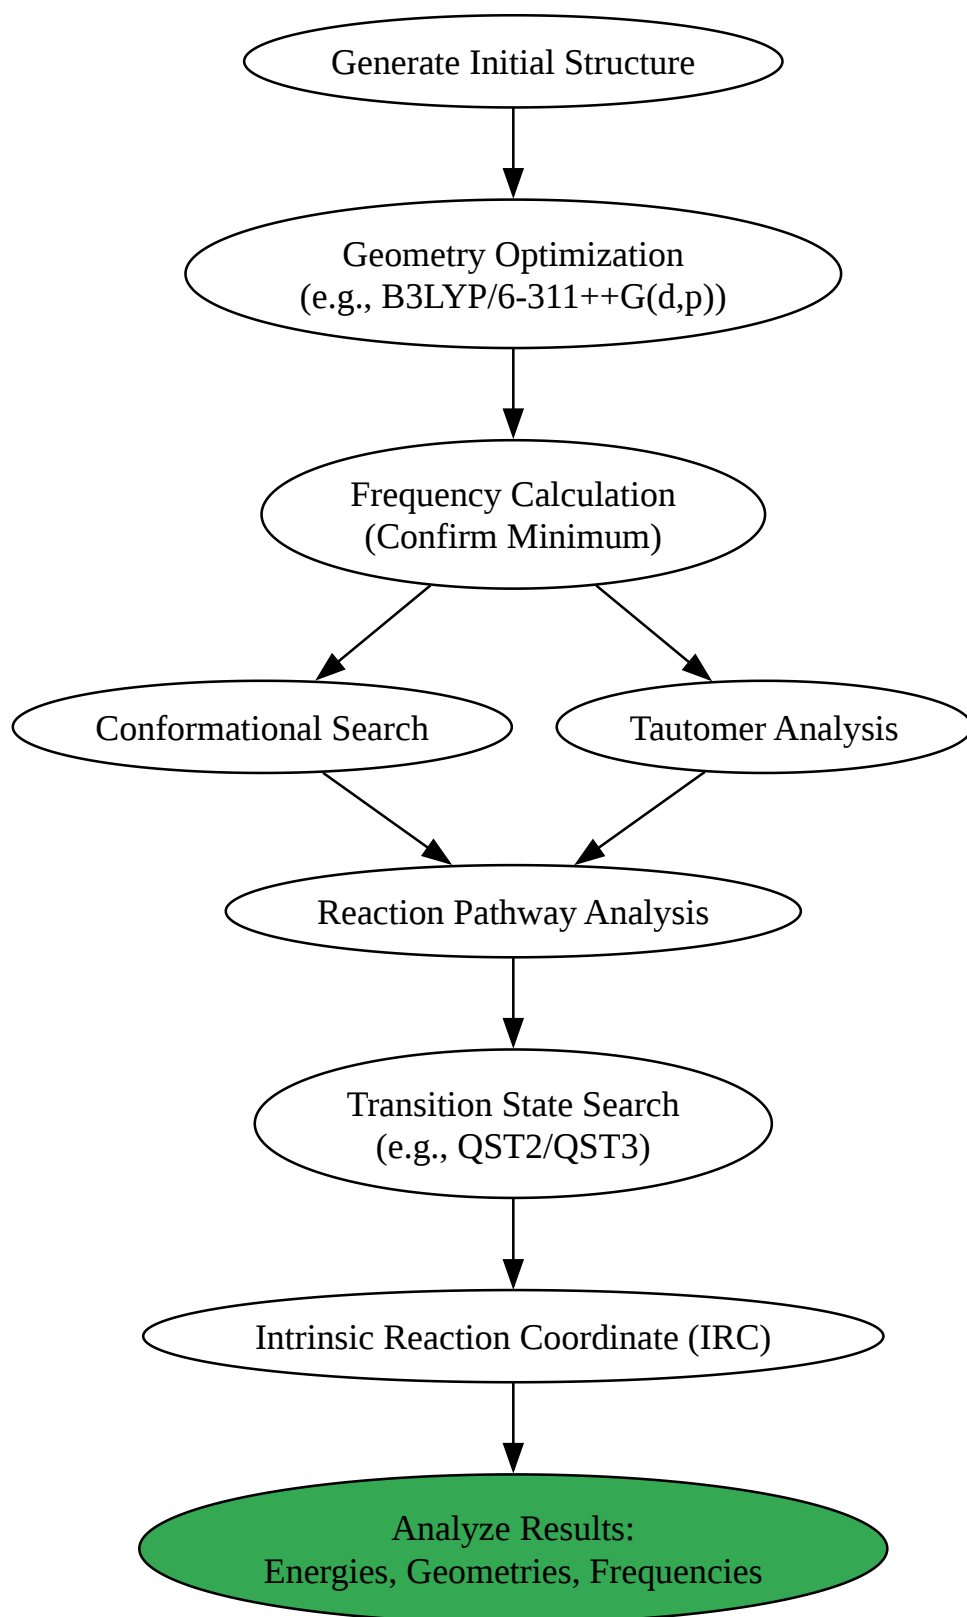 Generate Initial Structure
Geometry Optimization
(e.g., B3LYP/6-311++G(d,p))
Frequency Calculation
(Confirm Minimum)
Conformational Search
Tautomer Analysis
Reaction Pathway Analysis
Transition State Search
(e.g., QST2/QST3)
Intrinsic Reaction Coordinate (IRC)
Analyze Results:
Energies, Geometries, Frequencies